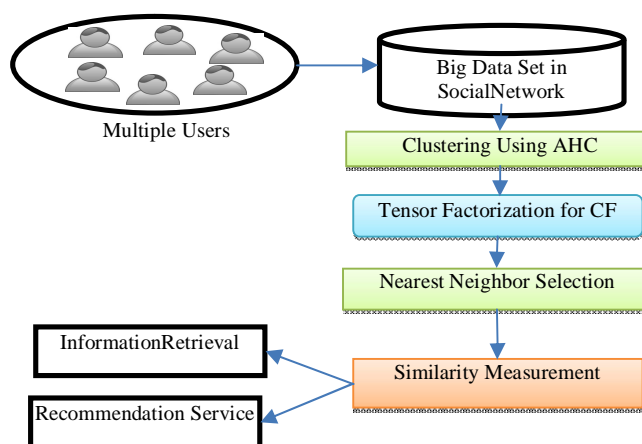 Big Data Set in
SocialNetwork
Multiple Users
Clustering Using AHC
Tensor Factorization for CF
Nearest Neighbor Selection
InformationRetrieval
Similarity Measurement
Recommendation Service